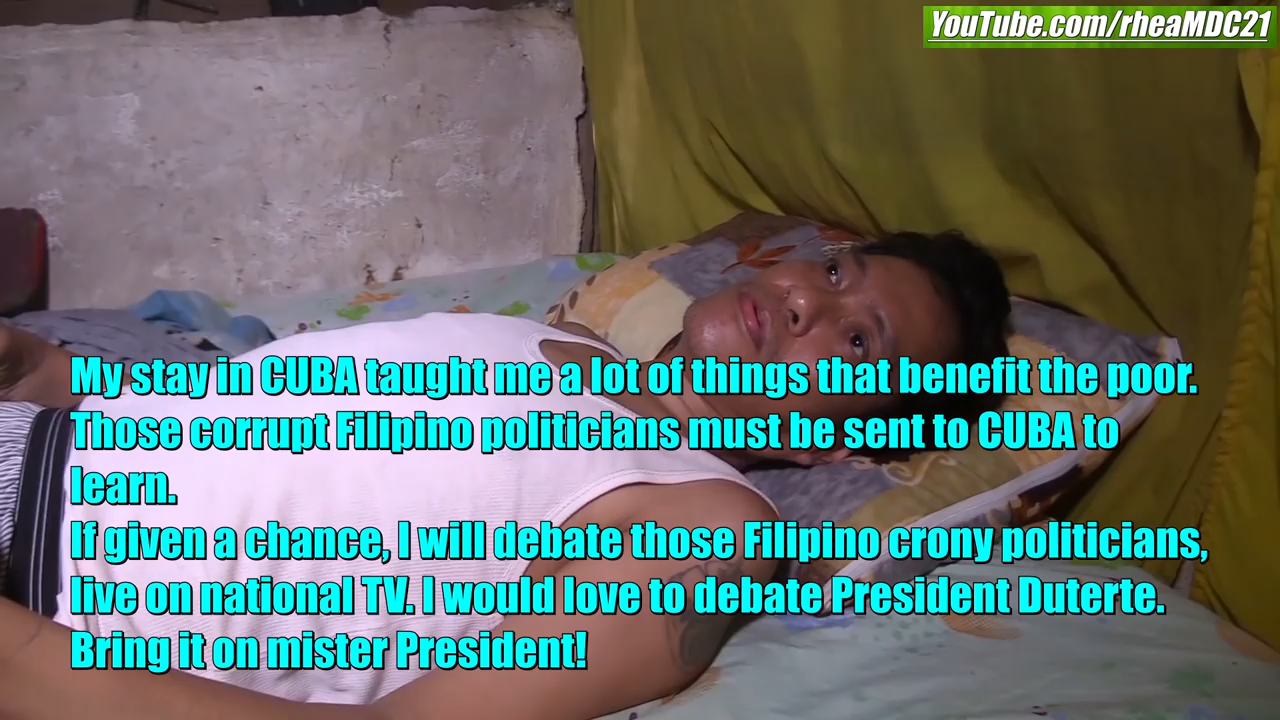 YouTube.com/rheaMDC21
My stay in CUBA taught me a lot of things that benefit the poor.
Those corrupt Filipino politicians must be sent to CUBA to
learn.
If given a chance, I will debate those Filipino crony politicians,
live on national TV. I would love to debate President Duterte.
Bring it on mister President!